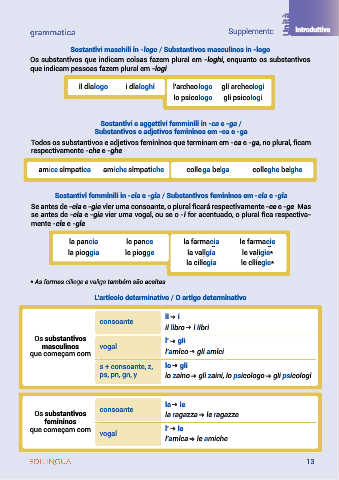 grammatica
Supplemento
Unità
Introduttiva
Sostantivi maschili in -logo / Substantivos masculinos in -logo
Os substantivos que indicam coisas fazem plural em -loghi, enquanto os substantivos
que indicam pessoas fazem plural em -logi
il dialogo i dialoghi
l'archeologo gli archeologi
lo psicologo gli psicologi
Sostantivi e aggettivi femminili in -ca e -ga /
Substantivos e adjetivos femininos em -ca e -ga
Todos os substantivos e adjetivos femininos que terminam em -ca e -ga, no plural, ficam
respectivamente -che e -ghe
amica simpatica amiche simpatiche
collega belga colleghe belghe
Sostantivi femminili in -cia e -gia / Substantivos femininos em -cia e -gia
Se antes de -cia e -gia vier uma consoante, o plural ficará respectivamente -ce e -ge Mas
se antes de -cia e -gia vier uma vogal, ou se o -i for acentuado, o plural fica respectiva-
mente -cie e -gie
la pancia le pance
la pioggia le piogge
la farmacia le farmacie
la valigia le valigie*
la ciliegia le ciliegie*
* As formas ciliege e valige também são aceitas
L'articolo determinativo / O artigo determinativo
Os substantivos
masculinos
que começam com
consoante
il → i
il libro → i libri
vogal
l' → gli
l'amico → gli amici
s + consoante, z,
ps, pn, gn, y
lo → gli
lo zaino → gli zaini, lo psicologo → gli psicologi
Os substantivos
femininos
que começam com
consoante
la → le
la ragazza → le ragazze
vogal
l' → le
l'amica → le amiche
EDILINGUA
13